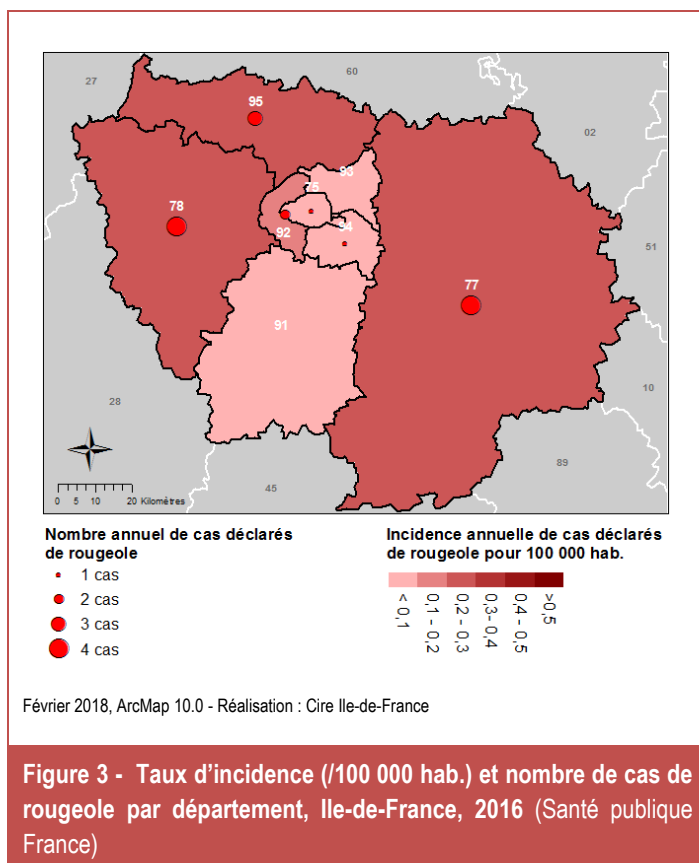 27
60
95
02
93
75
78
92
94
51
77
91
28
10
89
45
0 5 10 20 Kilomètres
Nombre annuel de cas déclarés
de rougeole
1 cas
2 cas
3 cas
4 cas
Incidence annuelle de cas déclarés
de rougeole pour 100 000 hab.
< 0,1
0,1 - 0,2
0,2 - 0,3
0,3- 0,4
0,4 - 0,5
>0,5
Février 2018, ArcMap 10.0 - Réalisation : Cire Ile-de-France
Figure 3 - Taux d’incidence (/100 000 hab.) et nombre de cas de
rougeole par département, Ile-de-France, 2016 (Santé publique
France)